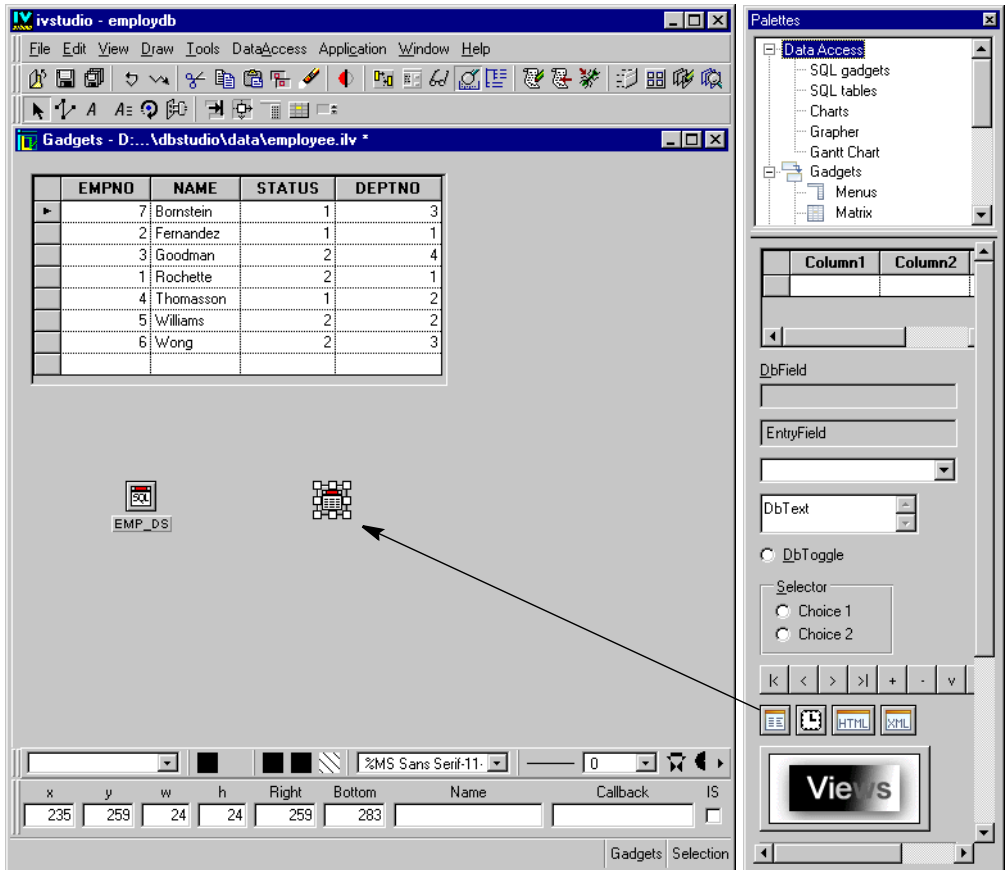 ivstudio - employdb
File Edit View Draw Tools DataAccess Application Window Help
Gadgets - D:...\dbstudio\data\employee.ilv *
EMPNO NAME STATUS DEPTNO
7 Bornstein 1 3
2 Fernandez 1 1
3 Goodman 2 4
1 Rochette 2 1
4 Thomasson 1 2
5 Williams 2 2
6 Wong 2 3
SQL
EMP_DS
%MS Sans Serif-11- 0
x y w h Right Bottom Name Callback IS
235 259 24 24 259 283
Gadgets Selection
Palettes
Data Access
SQL gadgets
SQL tables
Charts
Grapher
Gantt Chart
Gadgets
Menus
Matrix
Column1 Column2
DbField
EntryField
DbText
DbToggle
Selector
Choice 1
Choice 2
|< < > >| + - v
HTML XML
Views